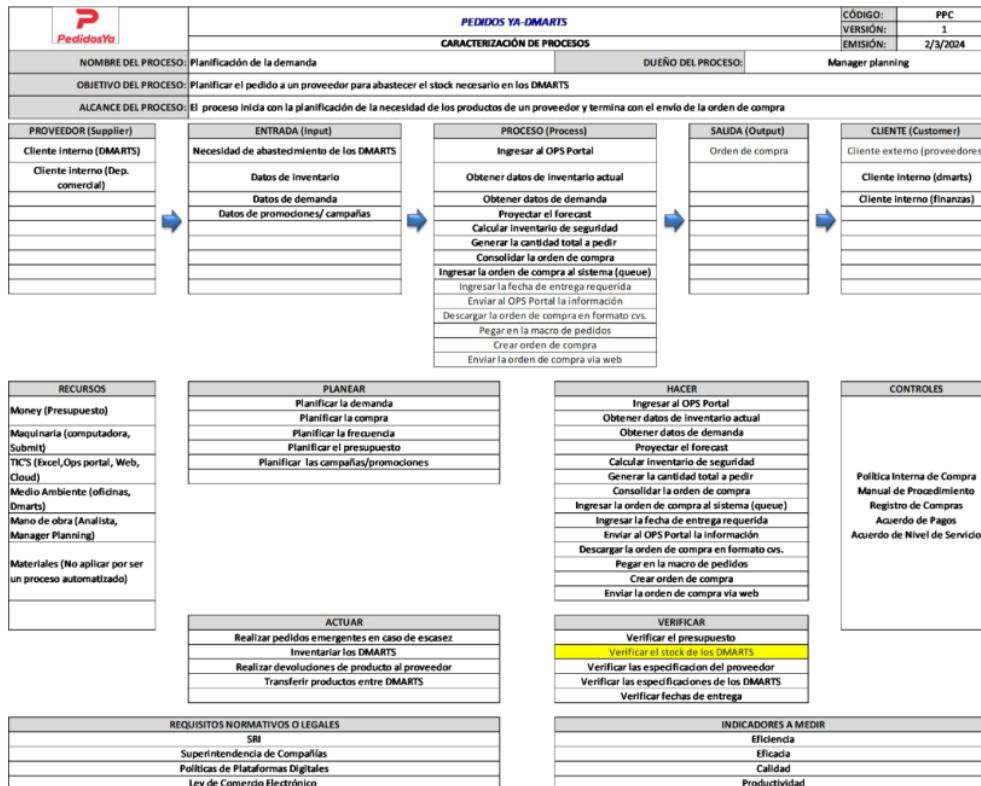 PedidosYa
PEDIDOS YA-DMARTS
CARACTERIZACIÓN DE PROCESOS
CÓDIGO: PPC
VERSIÓN: 1
EMISIÓN: 2/3/2024
NOMBRE DEL PROCESO: Planificación de la demanda
DUEÑO DEL PROCESO: Manager planning
OBJETIVO DEL PROCESO: Planificar el pedido a un proveedor para abastecer el stock necesario en los DMARTS
ALCANCE DEL PROCESO: El proceso inicia con la planificación de la necesidad de los productos de un proveedor y termina con el envío de la orden de compra
PROVEEDOR (Supplier)
Cliente interno (DMARTS)
Cliente interno (Dep.
comercial)
ENTRADA (Input)
Necesidad de abastecimiento de los DMARTS
Datos de inventario
Datos de demanda
Datos de promociones/ campañas
PROCESO (Process)
Ingresar al OPS Portal
Obtener datos de inventario actual
Obtener datos de demanda
Proyectar el forecast
Calcular inventario de seguridad
Generar la cantidad total a pedir
Consolidar la orden de compra
Ingresar la orden de compra al sistema (queue)
Ingresar la fecha de entrega requerida
Enviar al OPS Portal la información
Descargar la orden de compra en formato cvs.
Pegar en la macro de pedidos
Crear orden de compra
Enviar la orden de compra via web
SALIDA (Output)
Orden de compra
CLIENTE (Customer)
Cliente externo (proveedores
Cliente interno (dmarts)
Cliente interno (finanzas)
RECURSOS
Money (Presupuesto)
Maquinaria (computadora,
Submit)
TIC'S (Excel,Ops portal, Web,
Cloud)
Medio Ambiente (oficinas,
Dmarts)
Mano de obra (Analista,
Manager Planning)
Materiales (No aplicar por ser
un proceso automatizado)
PLANEAR
Planificar la demanda
Planificar la compra
Planificar la frecuencia
Planificar el presupuesto
Planificar las campañas/promociones
HACER
Ingresar al OPS Portal
Obtener datos de inventario actual
Obtener datos de demanda
Proyectar el forecast
Calcular inventario de seguridad
Generar la cantidad total a pedir
Consolidar la orden de compra
Ingresar la orden de compra al sistema (queue)
Ingresar la fecha de entrega requerida
Enviar al OPS Portal la información
Descargar la orden de compra en formato cvs.
Pegar en la macro de pedidos
Crear orden de compra
Enviar la orden de compra via web
CONTROLES
Política Interna de Compra
Manual de Procedimiento
Registro de Compras
Acuerdo de Pagos
Acuerdo de Nivel de Servicio
ACTUAR
Realizar pedidos emergentes en caso de escasez
Inventariar los DMARTS
Realizar devoluciones de producto al proveedor
Transferir productos entre DMARTS
VERIFICAR
Verificar el presupuesto
Verificar el stock de los DMARTS
Verificar las especificacion del proveedor
Verificar las especificaciones de los DMARTS
Verificar fechas de entrega
REQUISITOS NORMATIVOS O LEGALES
SRI
Superintendencia de Compañías
Políticas de Plataformas Digitales
Ley de Comercio Electrónico
INDICADORES A MEDIR
Eficiencia
Eficacia
Calidad
Productividad